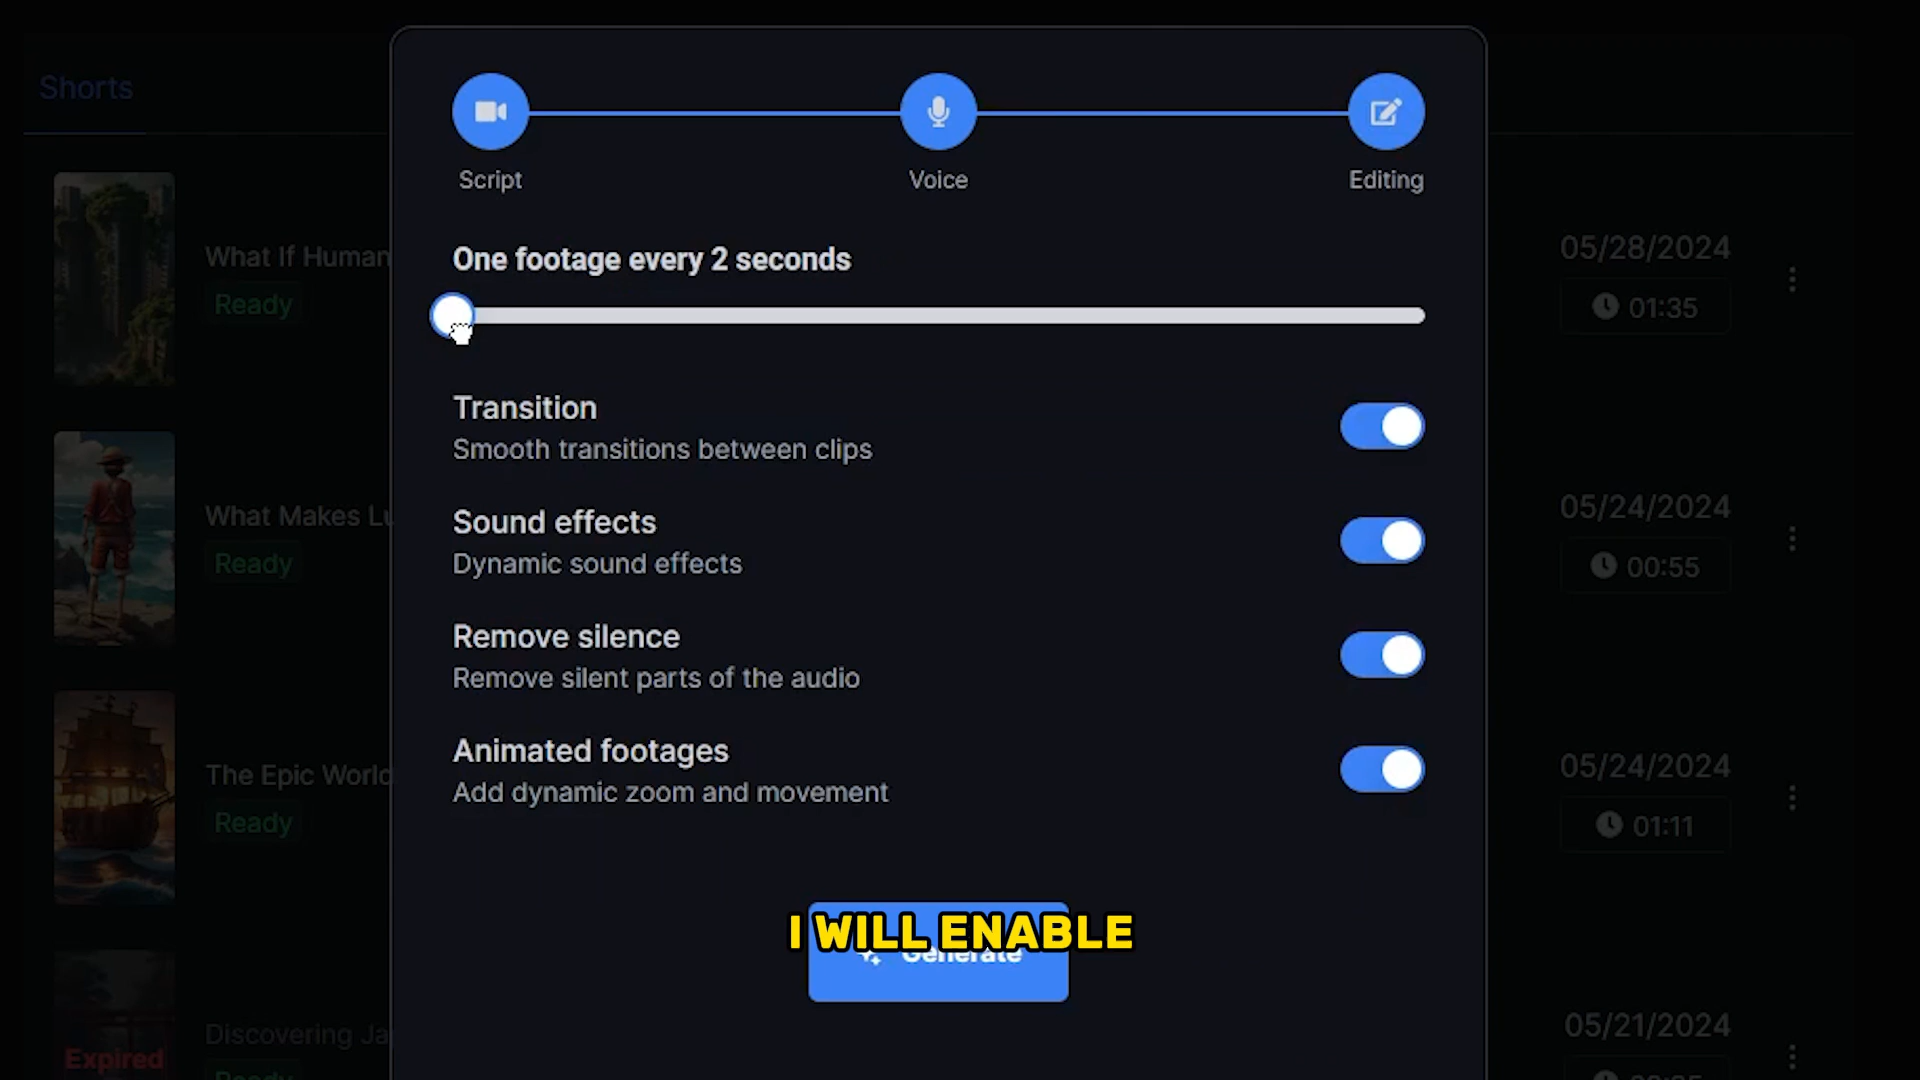 Shorts
Script
Voice
Editing
One footage every 2 seconds
Transition
Smooth transitions between clips
Sound effects
Dynamic sound effects
Remove silence
Remove silent parts of the audio
Animated footages
Add dynamic zoom and movement
Generate
I WILL ENABLE
What If Human
Ready
05/28/2024
01:35
What Makes Lu
Ready
05/24/2024
00:55
The Epic World
Ready
05/24/2024
01:11
Discovering Ja
Expired
Ready
05/21/2024